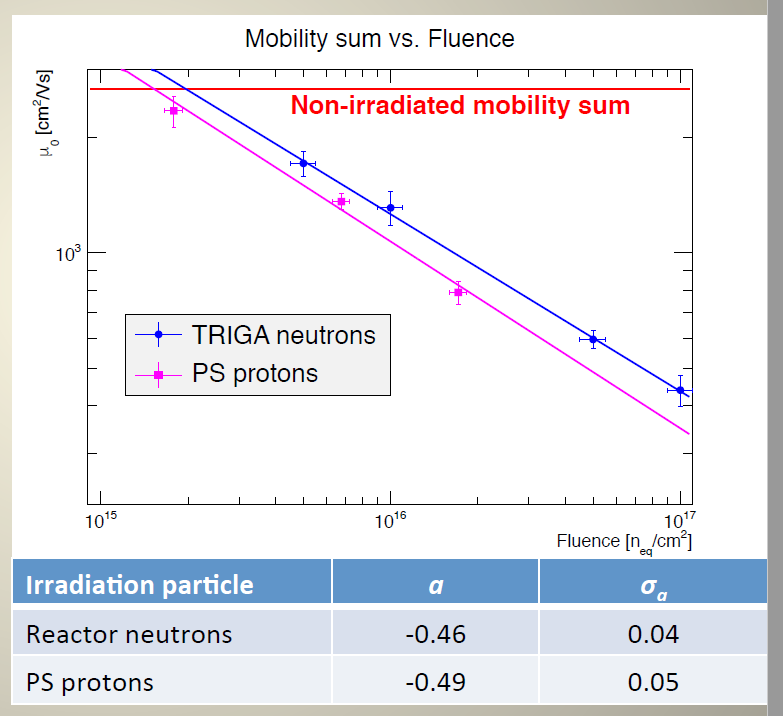 Mobility sum vs. Fluence
μ₀ [cm²/Vs]
Non-irradiated mobility sum
10³
TRIGA neutrons
PS protons
10¹⁵ 10¹⁶ 10¹⁷
Fluence [n_eq/cm²]
Irradiation particle a σₐ
Reactor neutrons -0.46 0.04
PS protons -0.49 0.05